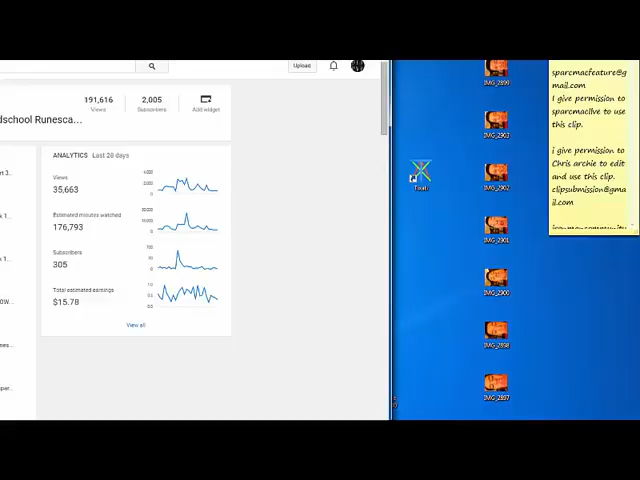 Upload
191,616
Views
2,005
Subscribers
Add widget
dschool Runesca...
ANALYTICS Last 28 days
Views
35,663
Estimated minutes watched
176,793
Subscribers
305
Total estimated earnings
$15.78
View all
IMG_2899
IMG_2903
IMG_2902
IMG_2901
IMG_2900
IMG_2898
IMG_2897
sparcmacfeature@g
mail.com
I give permission to
sparcmaclive to use
this clip.
i give permission to
Chris archie to edit
and use this clip.
clipsubmission@gma
il.com